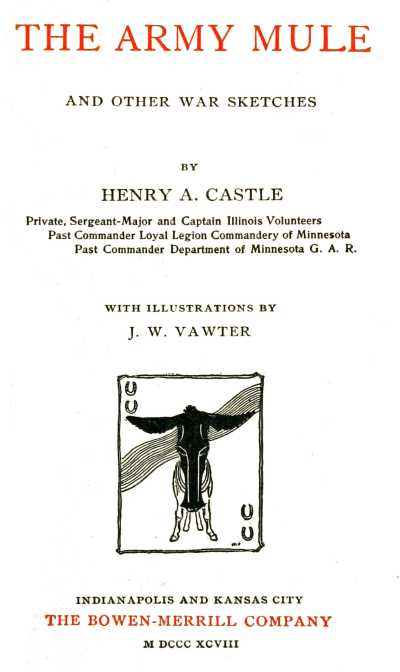 THE ARMY MULE
AND OTHER WAR SKETCHES
BY
HENRY A. CASTLE
Private, Sergeant-Major and Captain Illinois Volunteers
Past Commander Loyal Legion Commandery of Minnesota
Past Commander Department of Minnesota G. A. R.
WITH ILLUSTRATIONS BY
J. W. VAWTER
INDIANAPOLIS AND KANSAS CITY
THE BOWEN-MERRILL COMPANY
M DCCC XCVIII